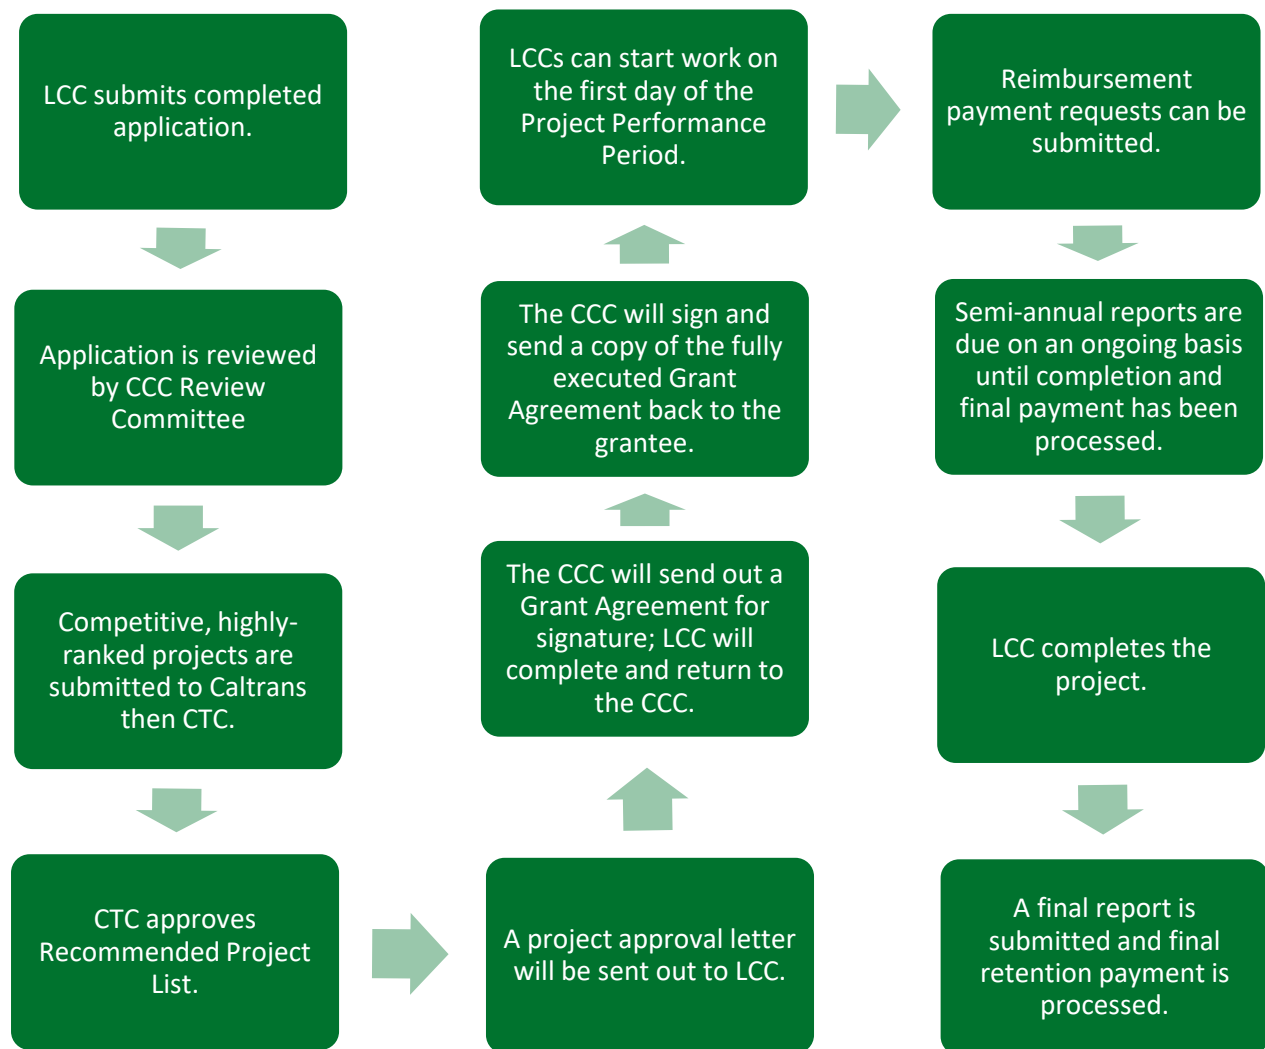 LCC submits completed
application.
Application is reviewed
by CCC Review
Committee
Competitive, highly-
ranked projects are
submitted to Caltrans
then CTC.
CTC approves
Recommended Project
List.
A project approval letter
will be sent out to LCC.
The CCC will send out a
Grant Agreement for
signature; LCC will
complete and return to
the CCC.
The CCC will sign and
send a copy of the fully
executed Grant
Agreement back to the
grantee.
LCCs can start work on
the first day of the
Project Performance
Period.
Reimbursement
payment requests can be
submitted.
Semi-annual reports are
due on an ongoing basis
until completion and
final payment has been
processed.
LCC completes the
project.
A final report is
submitted and final
retention payment is
processed.